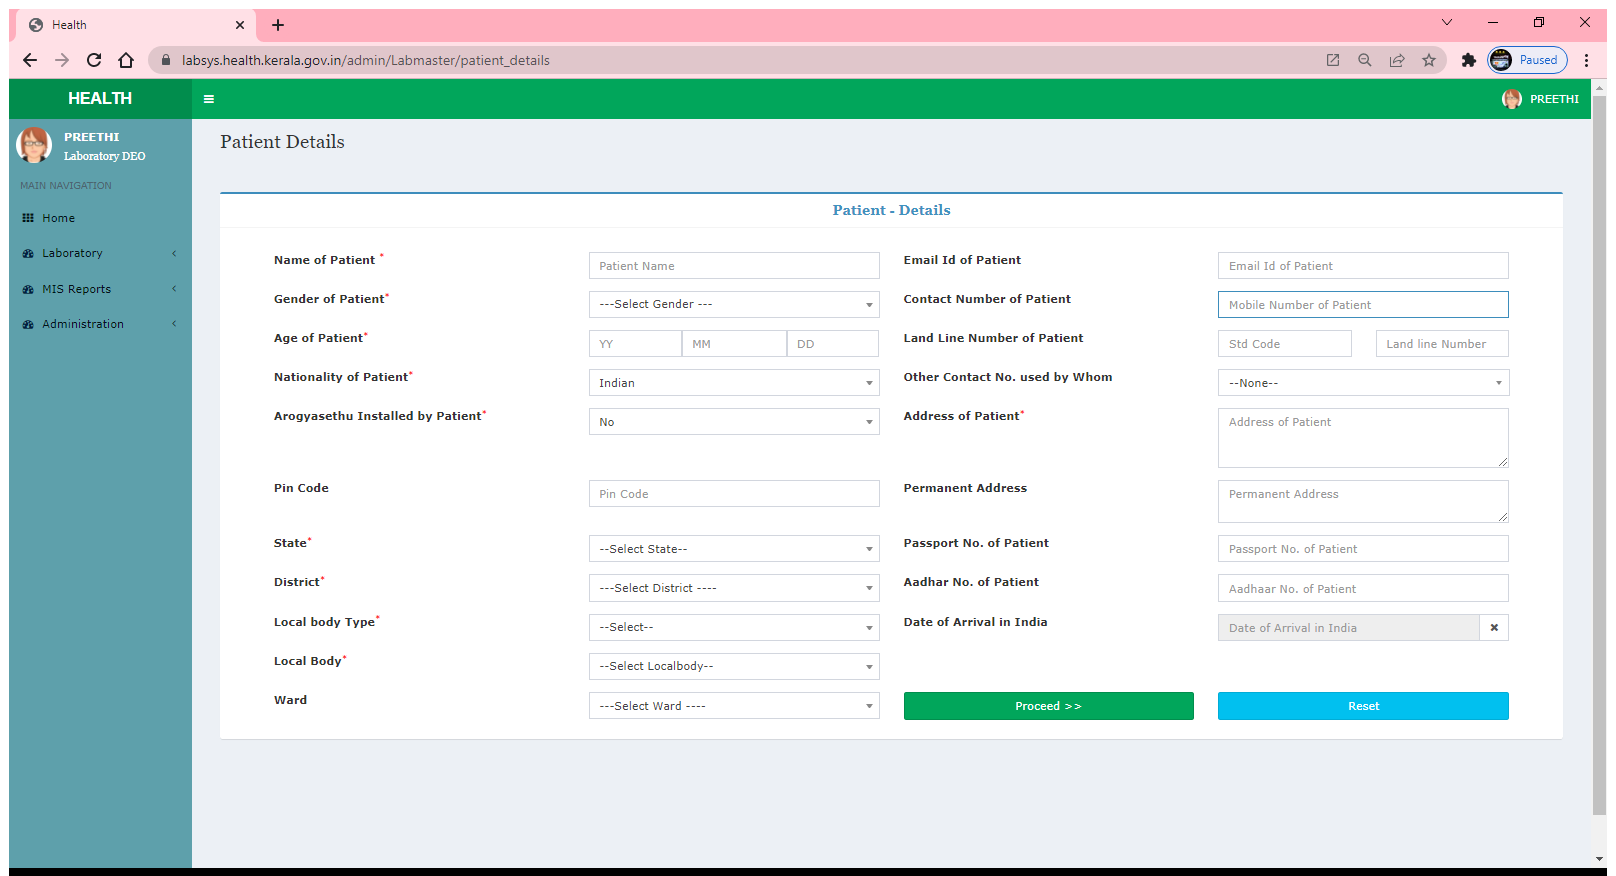 Health
labsys.health.kerala.gov.in/admin/Labmaster/patient_details
Paused
HEALTH
PREETHI
PREETHI
Laboratory DEO
MAIN NAVIGATION
Home
Laboratory
MIS Reports
Administration
Patient Details
Patient - Details
Name of Patient *
Patient Name
Email Id of Patient
Email Id of Patient
Gender of Patient*
---Select Gender ---
Contact Number of Patient
Mobile Number of Patient
Age of Patient*
YY MM DD
Land Line Number of Patient
Std Code Land line Number
Nationality of Patient*
Indian
Other Contact No. used by Whom
--None--
Arogyasethu Installed by Patient*
No
Address of Patient*
Address of Patient
Pin Code
Pin Code
Permanent Address
Permanent Address
State*
--Select State--
Passport No. of Patient
Passport No. of Patient
District*
---Select District ----
Aadhar No. of Patient
Aadhaar No. of Patient
Local body Type*
--Select--
Date of Arrival in India
Date of Arrival in India
Local Body*
--Select Localbody--
Ward
---Select Ward ----
Proceed >>
Reset